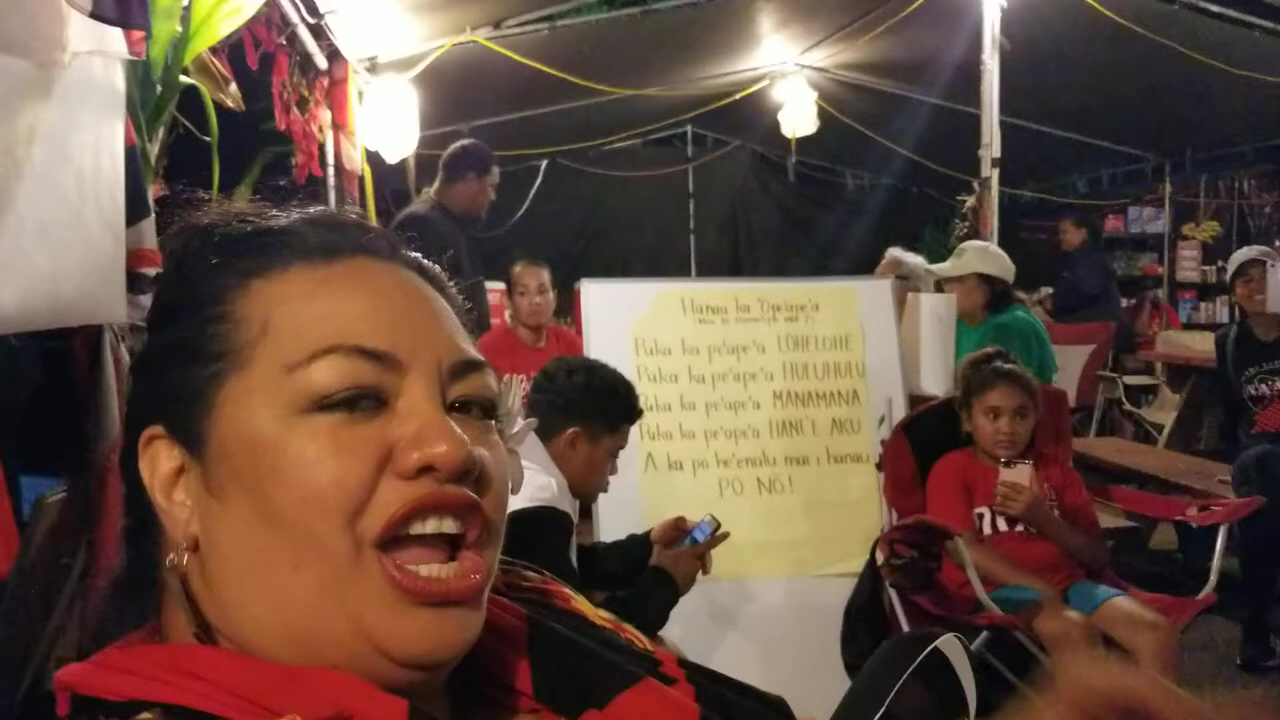 Hanau ka 'Ope'ape'a
Puka ka pe'ape'a LOHELOHE
Puka ka pe'ape'a HULUHULU
Puka ka pe'ape'a MANAMANA
Puka ka pe'ape'a HANE'E AKU
A ka po he'enalu mai i hanau
PO NO!